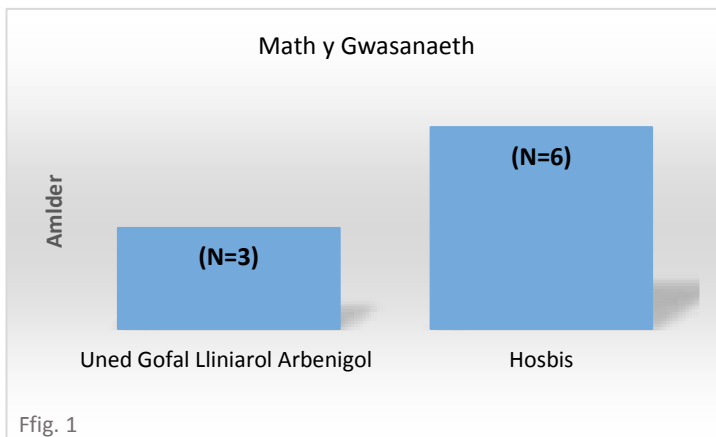 Math y Gwasanaeth
Amlder
(N=3)
(N=6)
Uned Gofal Lliniarol Arbenigol
Hosbis
Ffig. 1